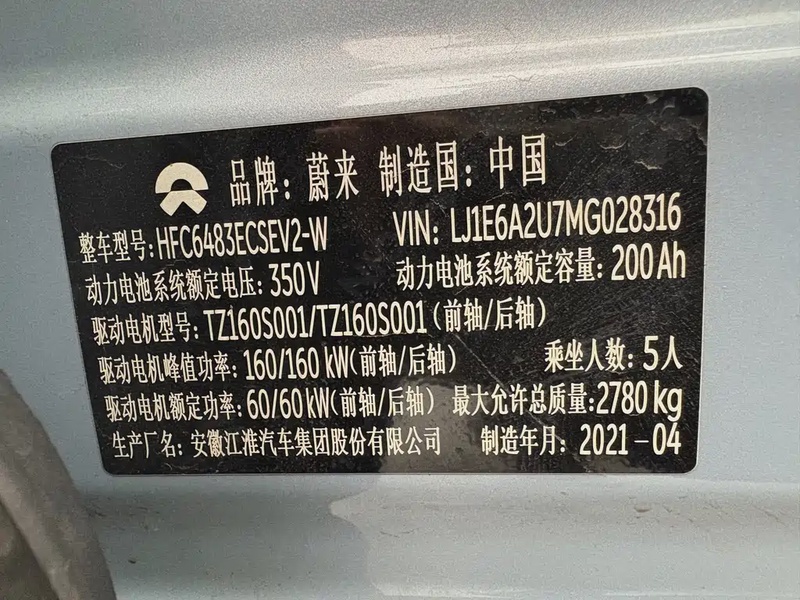 品牌：蔚来 制造国：中国
整车型号:HFC6483ECSEV2-W VIN: LJ1E6A2U7MG028316
动力电池系统额定电压: 350V 动力电池系统额定容量: 200Ah
驱动电机型号: TZ160S001/TZ160S001(前轴/后轴)
驱动电机峰值功率: 160/160 kW(前轴/后轴) 乘坐人数: 5人
驱动电机额定功率: 60/60kW(前轴/后轴) 最大允许总质量:2780 kg
生产厂名: 安徽江淮汽车集团股份有限公司 制造年月: 2021-04